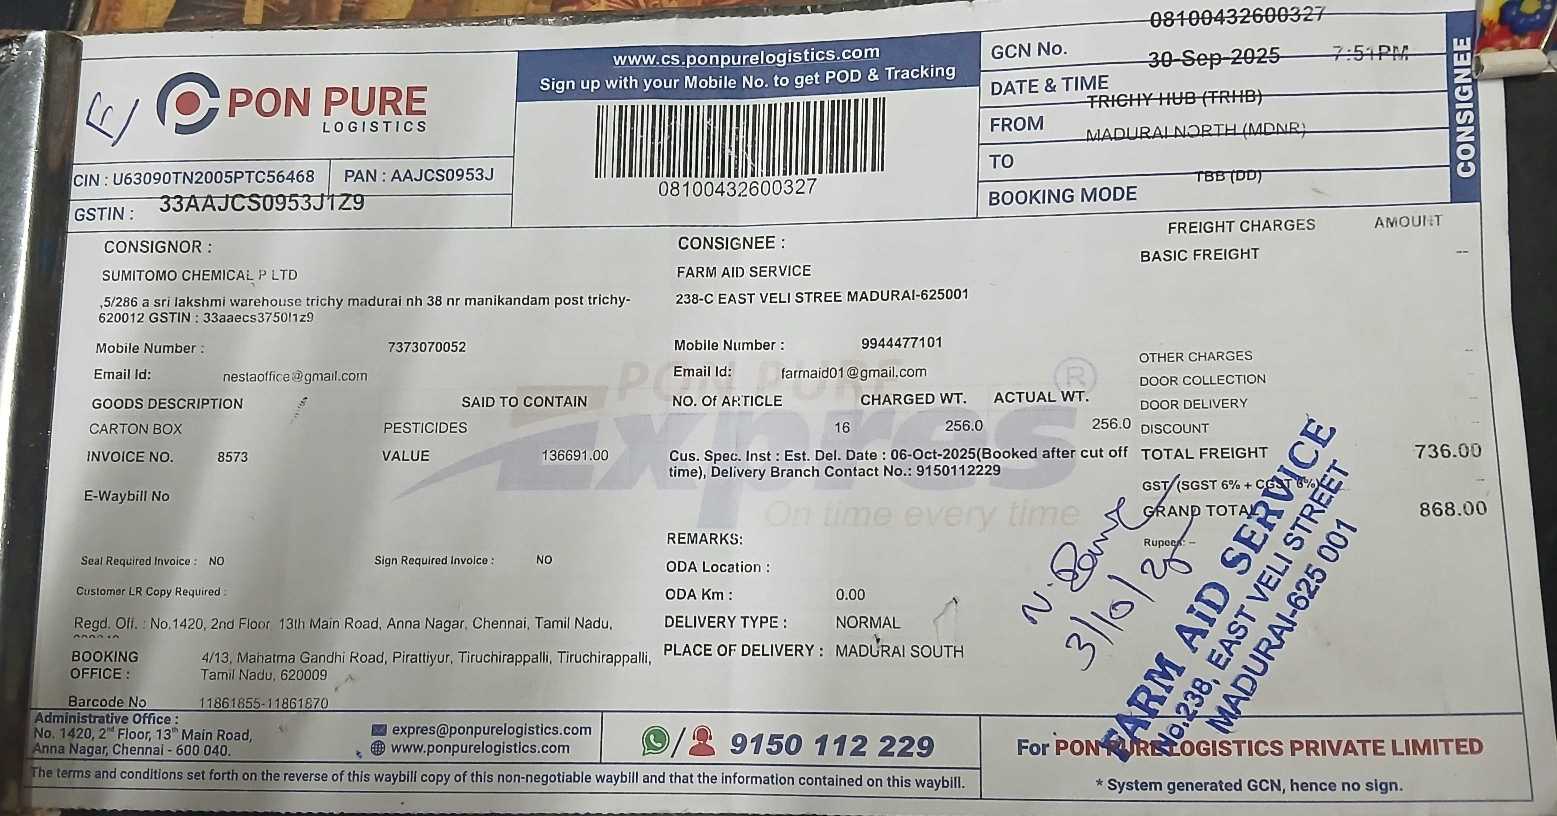 PON PURE
LOGISTICS
CIN : U63090TN2005PTC56468
PAN : AAJCS0953J
GSTIN : 33AAJCS0953J1Z9
www.cs.ponpurelogistics.com
Sign up with your Mobile No. to get POD & Tracking
08100432600327
08100432600327
GCN No.
30-Sep-2025 7:51PM
DATE & TIME
TRICHY HUB (TRHB)
FROM
MADURAI NORTH (MDNR)
TO
TBB (DD)
BOOKING MODE
CONSIGNEE
CONSIGNOR :
SUMITOMO CHEMICAL P LTD
,5/286 a sri lakshmi warehouse trichy madurai nh 38 nr manikandam post trichy-
620012 GSTIN : 33aaecs3750l1z9
Mobile Number : 7373070052
Email Id: nestaoffice@gmail.com
GOODS DESCRIPTION SAID TO CONTAIN
CARTON BOX PESTICIDES
INVOICE NO. 8573 VALUE 136691.00
E-Waybill No
Seal Required Invoice : NO Sign Required Invoice : NO
Customer LR Copy Required :
Regd. Off. : No.1420, 2nd Floor, 13th Main Road, Anna Nagar, Chennai, Tamil Nadu,
BOOKING 4/13, Mahatma Gandhi Road, Pirattiyur, Tiruchirappalli, Tiruchirappalli,
OFFICE : Tamil Nadu, 620009
Barcode No 11861855-11861870
CONSIGNEE :
FARM AID SERVICE
238-C EAST VELI STREE MADURAI-625001
Mobile Number : 9944477101
Email Id: farmaid01@gmail.com
NO. Of ARTICLE CHARGED WT. ACTUAL WT.
16 256.0 256.0
Cus. Spec. Inst : Est. Del. Date : 06-Oct-2025(Booked after cut off
time), Delivery Branch Contact No.: 9150112229
PON PURE
Expres ®
On time every time
REMARKS:
ODA Location :
ODA Km : 0.00
DELIVERY TYPE : NORMAL
PLACE OF DELIVERY : MADURAI SOUTH
FREIGHT CHARGES AMOUNT
BASIC FREIGHT --
OTHER CHARGES --
DOOR COLLECTION
DOOR DELIVERY
DISCOUNT
TOTAL FREIGHT 736.00
GST (SGST 6% + CGST 6%) -
GRAND TOTAL 868.00
Rupees: --
3/10/25
FARM AID SERVICE
No.238, EAST VELI STREET
MADURAI-625 001
Administrative Office :
No. 1420, 2nd Floor, 13th Main Road,
Anna Nagar, Chennai - 600 040.
expres@ponpurelogistics.com
www.ponpurelogistics.com
/ 9150 112 229
The terms and conditions set forth on the reverse of this waybill copy of this non-negotiable waybill and that the information contained on this waybill.
For PON PURE LOGISTICS PRIVATE LIMITED
* System generated GCN, hence no sign.